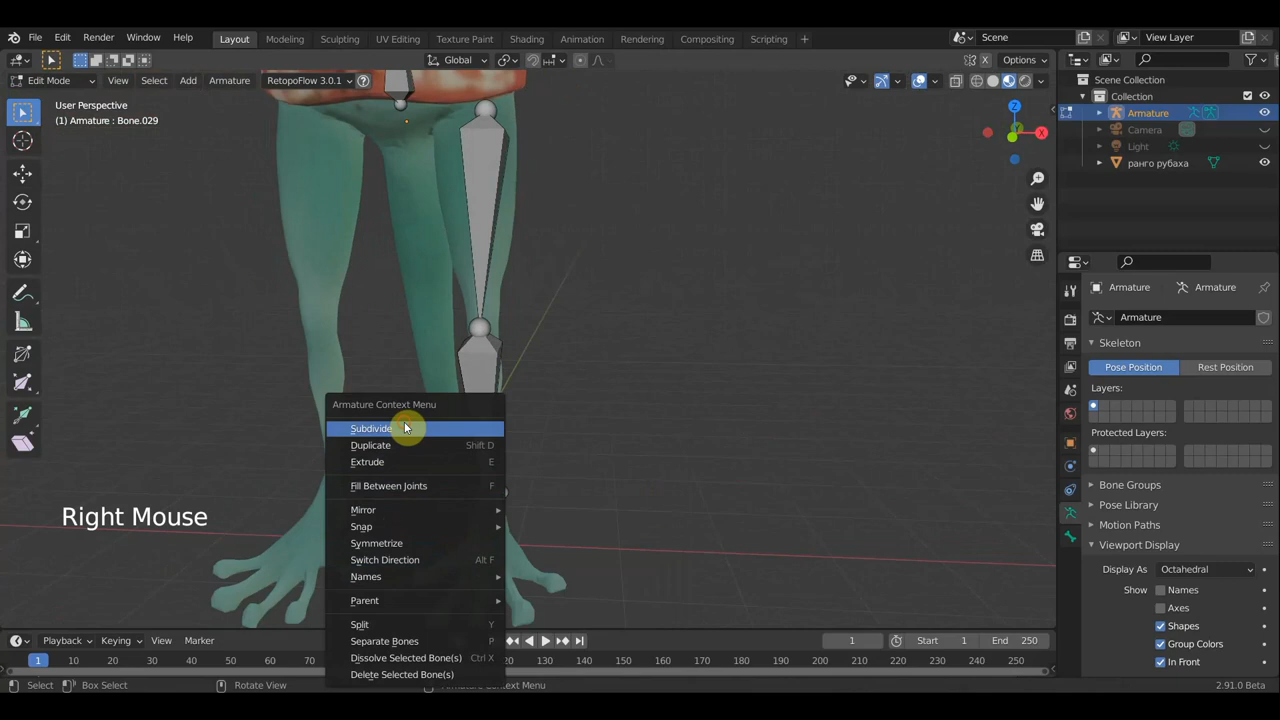 File Edit Render Window Help Layout Modeling Sculpting UV Editing Texture Paint Shading Animation Rendering Compositing Scripting + Scene View Layer
Global X Options
Edit Mode View Select Add Armature RetopoFlow 3.0.1 ?
User Perspective
(1) Armature : Bone.029
Z
X
Y
Scene Collection
Collection
Armature
Camera
Light
ранго рубаха
Armature Armature
Armature
Skeleton
Pose Position Rest Position
Layers:
Protected Layers:
Bone Groups
Pose Library
Motion Paths
Viewport Display
Display As Octahedral
Show Names
Axes
Shapes
Group Colors
In Front
Armature Context Menu
Subdivide
Duplicate Shift D
Extrude E
Fill Between Joints F
Mirror
Snap
Symmetrize
Switch Direction Alt F
Names
Parent
Split Y
Separate Bones P
Dissolve Selected Bone(s) Ctrl X
Delete Selected Bone(s)
Right Mouse
Playback Keying View Marker 1 Start 1 End 250
1 10 20 30 40 50 60 70 120 130 140 150 160 170 180 190 200 210 220 230 240 250
Select Box Select Rotate View Armature Context Menu 2.91.0 Beta